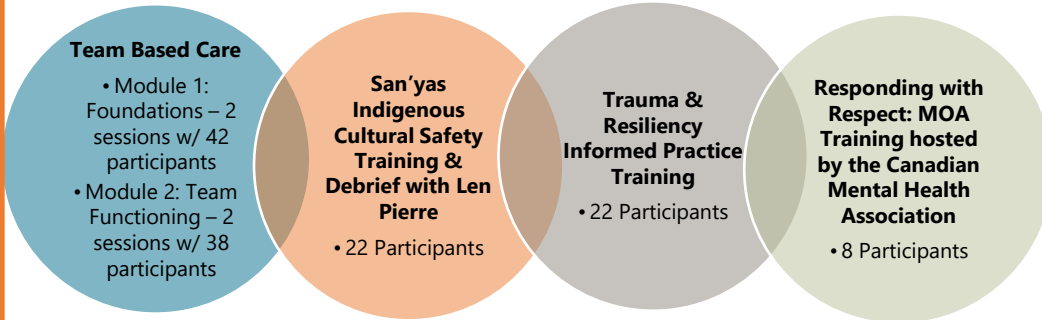 Team Based Care
• Module 1:
Foundations – 2
sessions w/ 42
participants
• Module 2: Team
Functioning – 2
sessions w/ 38
participants
San’yas
Indigenous
Cultural Safety
Training &
Debrief with Len
Pierre
• 22 Participants
Trauma &
Resiliency
Informed Practice
Training
• 22 Participants
Responding with
Respect: MOA
Training hosted
by the Canadian
Mental Health
Association
• 8 Participants